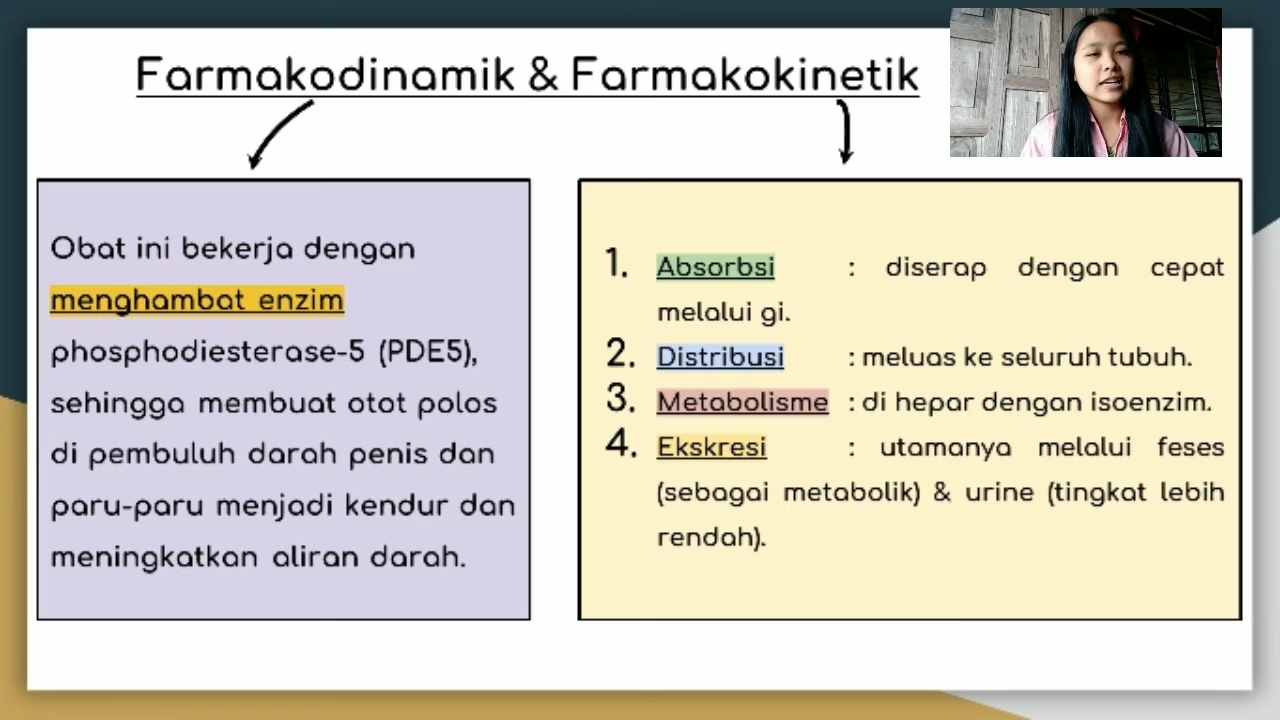 Farmakodinamik & Farmakokinetik
Obat ini bekerja dengan
menghambat enzim
phosphodiesterase-5 (PDE5),
sehingga membuat otot polos
di pembuluh darah penis dan
paru-paru menjadi kendur dan
meningkatkan aliran darah.
1. Absorbsi : diserap dengan cepat
melalui gi.
2. Distribusi : meluas ke seluruh tubuh.
3. Metabolisme : di hepar dengan isoenzim.
4. Ekskresi : utamanya melalui feses
(sebagai metabolik) & urine (tingkat lebih
rendah).